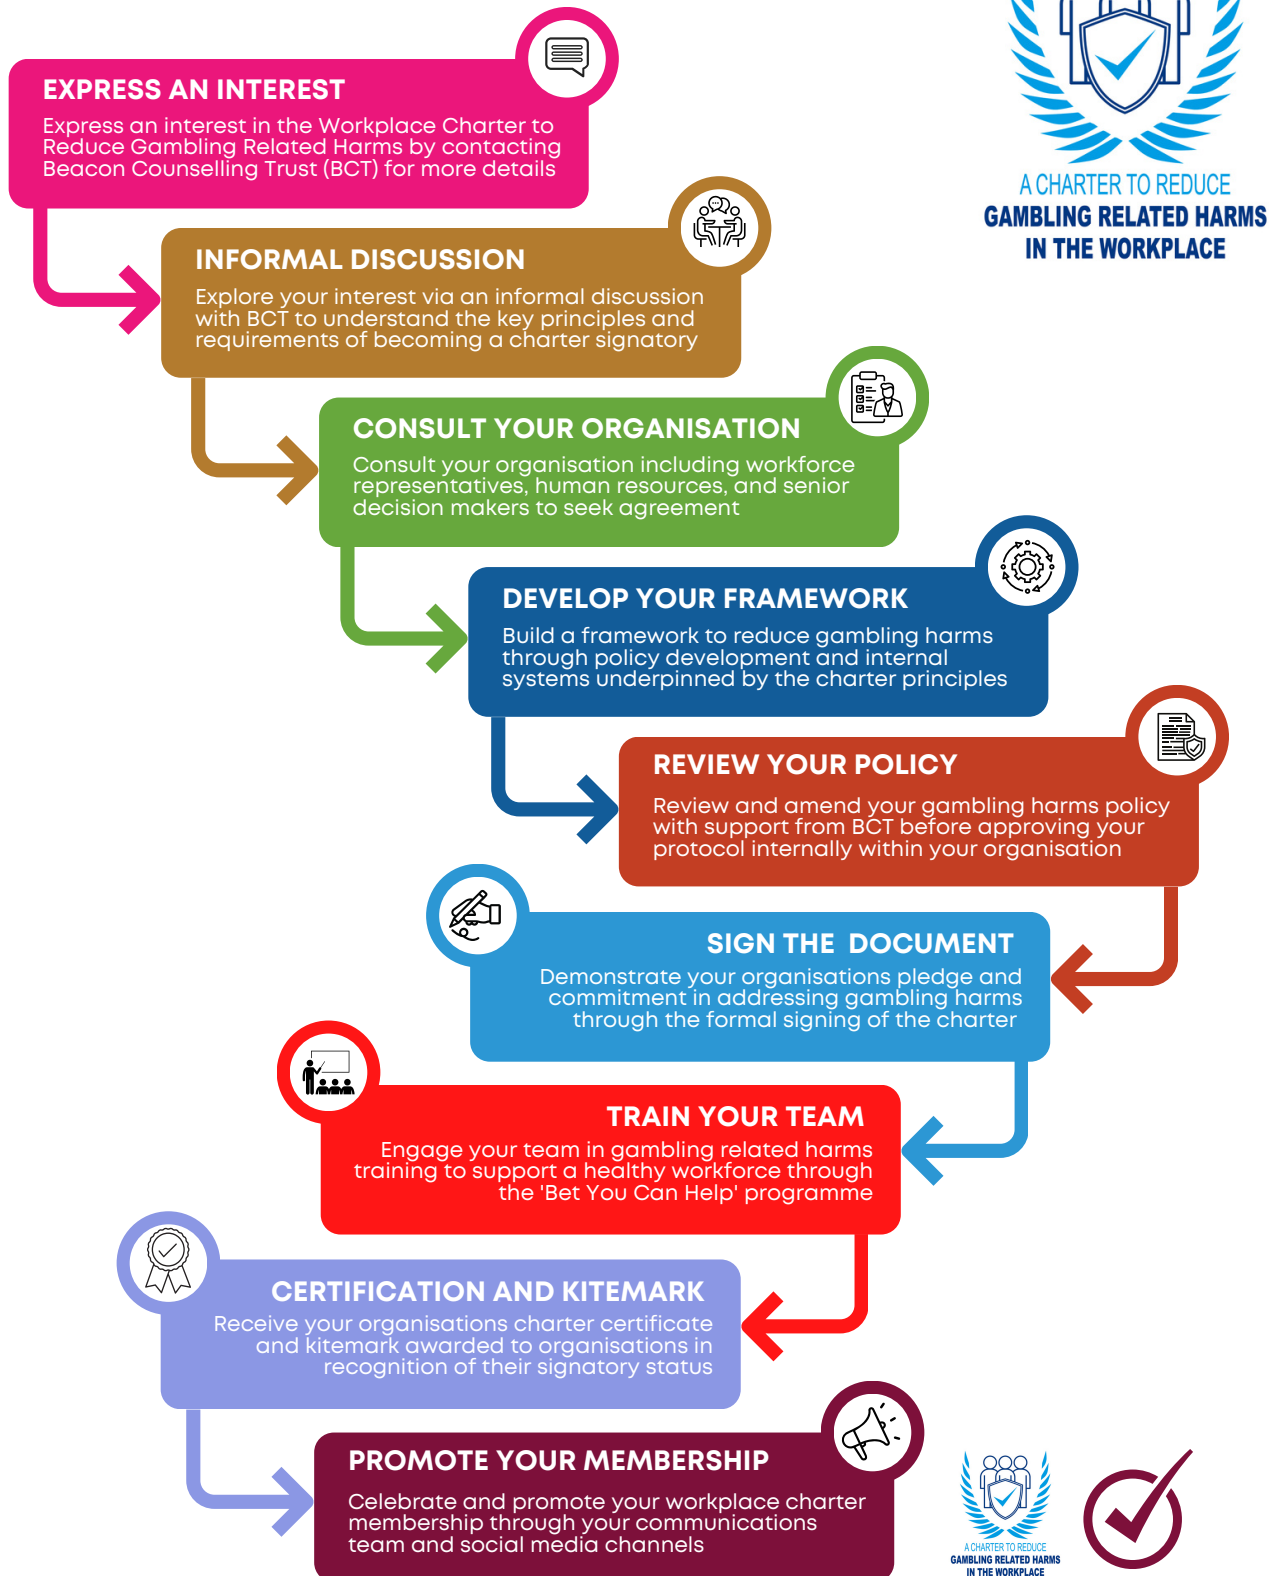 EXPRESS AN INTEREST
Express an interest in the Workplace Charter to
Reduce Gambling Related Harms by contacting
Beacon Counselling Trust (BCT) for more details
A CHARTER TO REDUCE
GAMBLING RELATED HARMS
IN THE WORKPLACE
INFORMAL DISCUSSION
Explore your interest via an informal discussion
with BCT to understand the key principles and
requirements of becoming a charter signatory
CONSULT YOUR ORGANISATION
Consult your organisation including workforce
representatives, human resources, and senior
decision makers to seek agreement
DEVELOP YOUR FRAMEWORK
Build a framework to reduce gambling harms
through policy development and internal
systems underpinned by the charter principles
REVIEW YOUR POLICY
Review and amend your gambling harms policy
with support from BCT before approving your
protocol internally within your organisation
SIGN THE DOCUMENT
Demonstrate your organisations pledge and
commitment in addressing gambling harms
through the formal signing of the charter
TRAIN YOUR TEAM
Engage your team in gambling related harms
training to support a healthy workforce through
the 'Bet You Can Help' programme
CERTIFICATION AND KITEMARK
Receive your organisations charter certificate
and kitemark awarded to organisations in
recognition of their signatory status
PROMOTE YOUR MEMBERSHIP
Celebrate and promote your workplace charter
membership through your communications
team and social media channels
A CHARTER TO REDUCE
GAMBLING RELATED HARMS
IN THE WORKPLACE